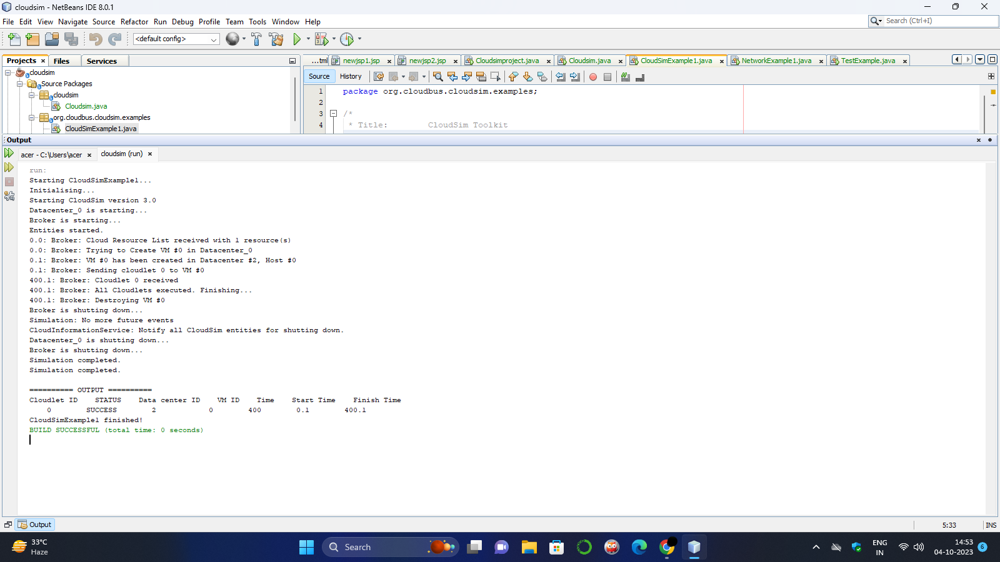 cloudsim - NetBeans IDE 8.0.1
File Edit View Navigate Source Refactor Run Debug Profile Team Tools Window Help
Search (Ctrl+I)
<default config>
Projects Files Services
...tml newjsp1.jsp newjsp2.jsp Cloudsimproject.java Cloudsim.java CloudSimExample1.java NetworkExample1.java TestExample.java
cloudsim
Source Packages
cloudsim
Cloudsim.java
org.cloudbus.cloudsim.examples
CloudSimExample1.java
Source History
1 package org.cloudbus.cloudsim.examples;
2
3 /*
4 * Title: CloudSim Toolkit
Output
acer - C:\Users\acer cloudsim (run)
run:
Starting CloudSimExample1...
Initialising...
Starting CloudSim version 3.0
Datacenter_0 is starting...
Broker is starting...
Entities started.
0.0: Broker: Cloud Resource List received with 1 resource(s)
0.0: Broker: Trying to Create VM #0 in Datacenter_0
0.1: Broker: VM #0 has been created in Datacenter #2, Host #0
0.1: Broker: Sending cloudlet 0 to VM #0
400.1: Broker: Cloudlet 0 received
400.1: Broker: All Cloudlets executed. Finishing...
400.1: Broker: Destroying VM #0
Broker is shutting down...
Simulation: No more future events
CloudInformationService: Notify all CloudSim entities for shutting down.
Datacenter_0 is shutting down...
Broker is shutting down...
Simulation completed.
Simulation completed.
========== OUTPUT ==========
Cloudlet ID STATUS Data center ID VM ID Time Start Time Finish Time
0 SUCCESS 2 0 400 0.1 400.1
CloudSimExample1 finished!
BUILD SUCCESSFUL (total time: 0 seconds)
Output
5:33 INS
33°C
Haze
Search
ENG
IN
14:53
04-10-2023
6